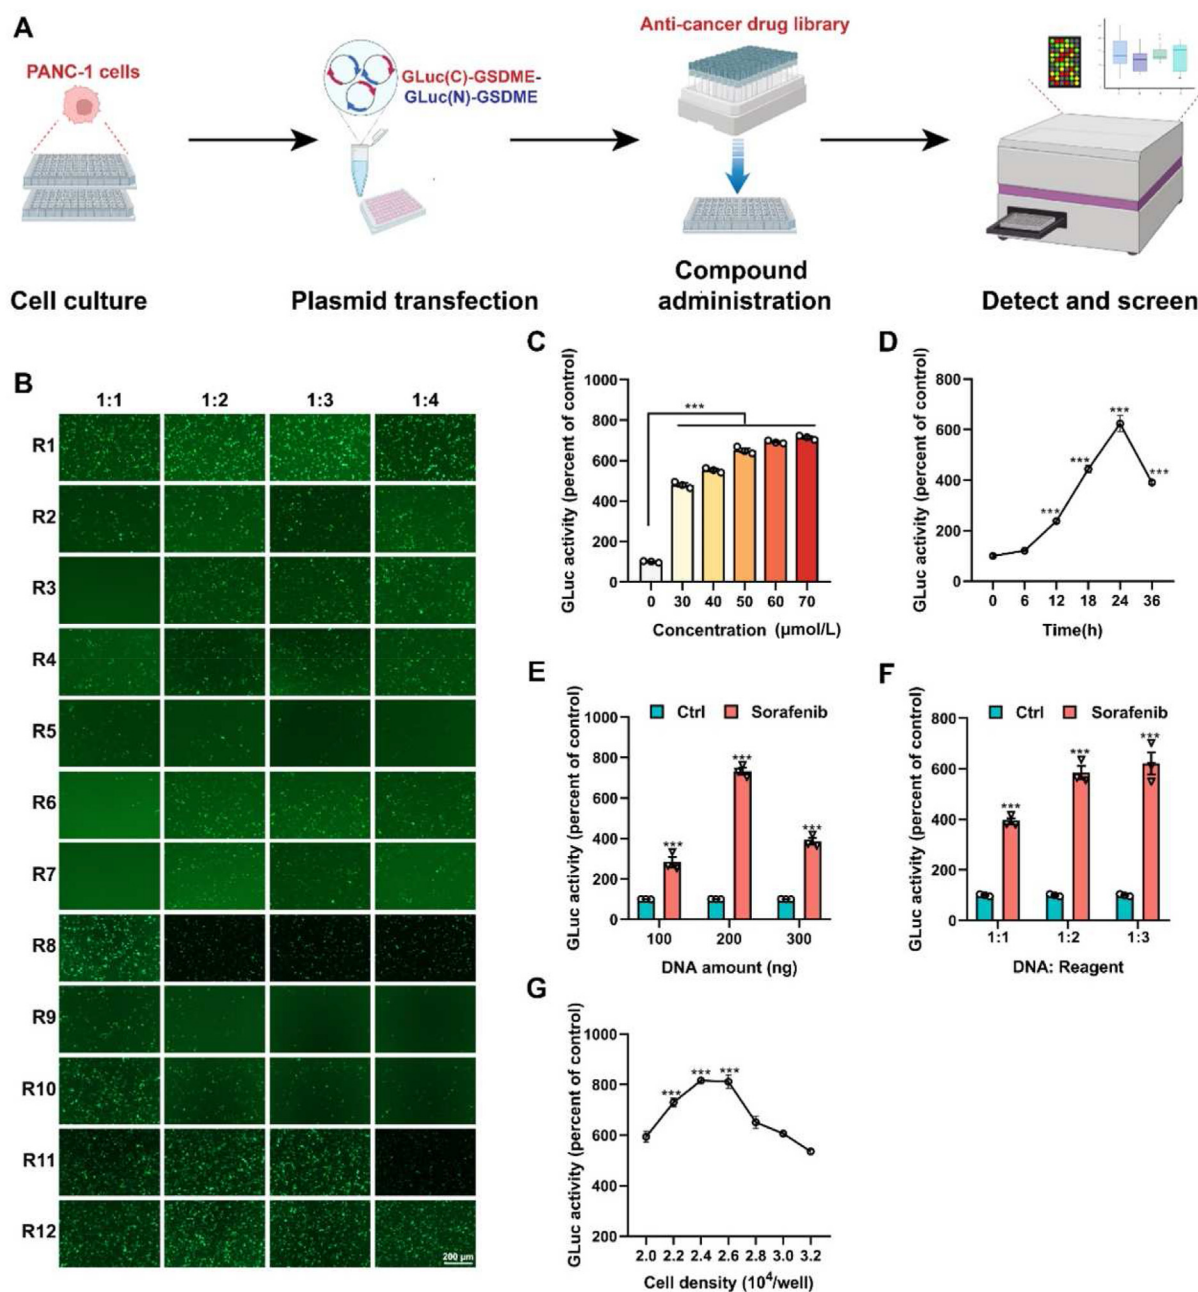 A
PANC-1 cells
GLuc(C)-GSDME-
GLuc(N)-GSDME
Anti-cancer drug library
Cell culture
Plasmid transfection
Compound
administration
Detect and screen
B
1:1 1:2 1:3 1:4
R1
R2
R3
R4
R5
R6
R7
R8
R9
R10
R11
R12
200 µm
C
GLuc activity (percent of control)
1000
800
600
400
200
0
***
0 30 40 50 60 70
Concentration (µmol/L)
D
GLuc activity (percent of control)
800
600
400
200
0
*** *** *** ***
0 6 12 18 24 36
Time(h)
E
Ctrl Sorafenib
GLuc activity (percent of control)
1000
800
600
400
200
0
*** *** ***
100 200 300
DNA amount (ng)
F
Ctrl Sorafenib
GLuc activity (percent of control)
800
600
400
200
0
*** *** ***
1:1 1:2 1:3
DNA: Reagent
G
GLuc activity (percent of control)
1000
800
600
400
200
*** *** ***
2.0 2.2 2.4 2.6 2.8 3.0 3.2
Cell density (10⁴/well)